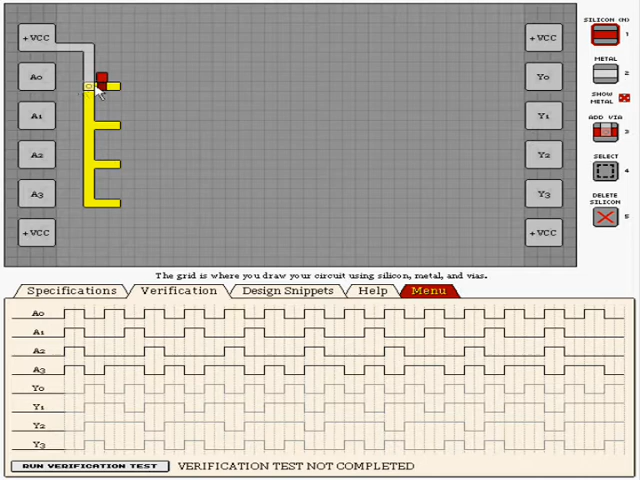 +VCC
A0
A1
A2
A3
+VCC
+VCC
Y0
Y1
Y2
Y3
+VCC
SILICON (N)
1
METAL
2
SHOW METAL
ADD VIA
3
SELECT
4
DELETE SILICON
5
The grid is where you draw your circuit using silicon, metal, and vias.
Specifications Verification Design Snippets Help Menu
A0
A1
A2
A3
Y0
Y1
Y2
Y3
RUN VERIFICATION TEST VERIFICATION TEST NOT COMPLETED